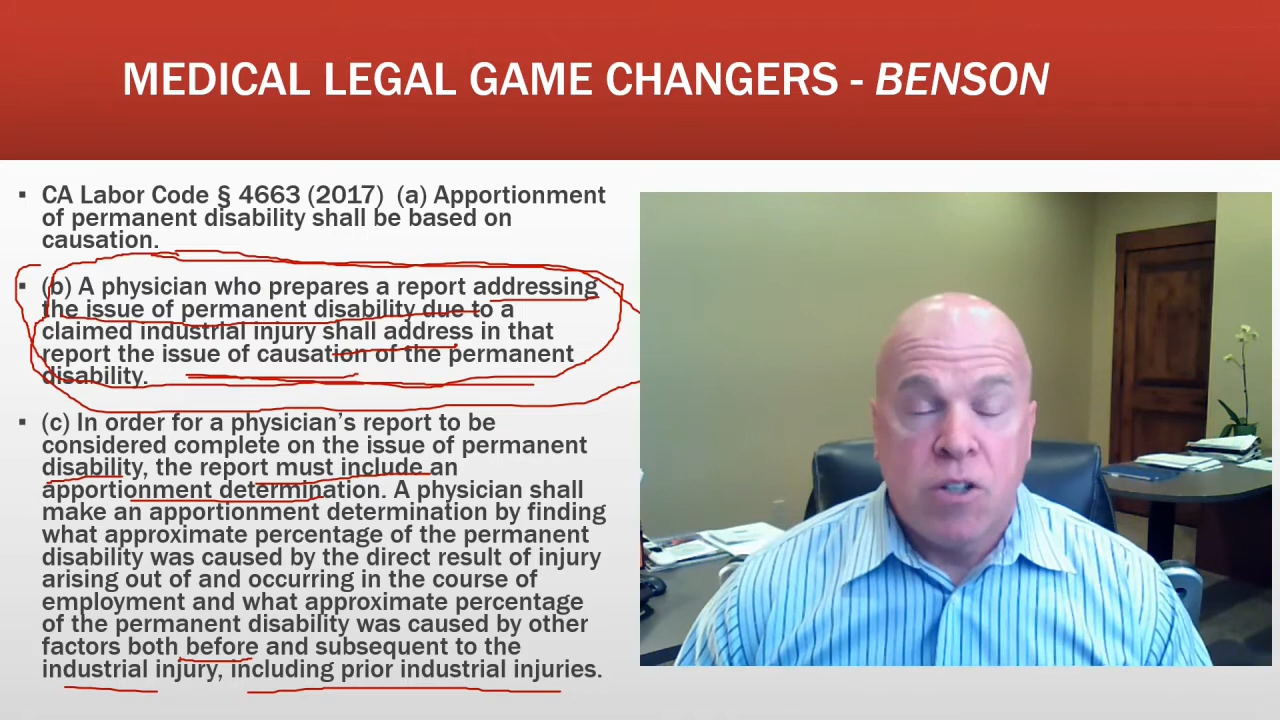 MEDICAL LEGAL GAME CHANGERS - BENSON
▪ CA Labor Code § 4663 (2017) (a) Apportionment
of permanent disability shall be based on
causation.
▪ (b) A physician who prepares a report addressing
the issue of permanent disability due to a
claimed industrial injury shall address in that
report the issue of causation of the permanent
disability.
▪ (c) In order for a physician’s report to be
considered complete on the issue of permanent
disability, the report must include an
apportionment determination. A physician shall
make an apportionment determination by finding
what approximate percentage of the permanent
disability was caused by the direct result of injury
arising out of and occurring in the course of
employment and what approximate percentage
of the permanent disability was caused by other
factors both before and subsequent to the
industrial injury, including prior industrial injuries.